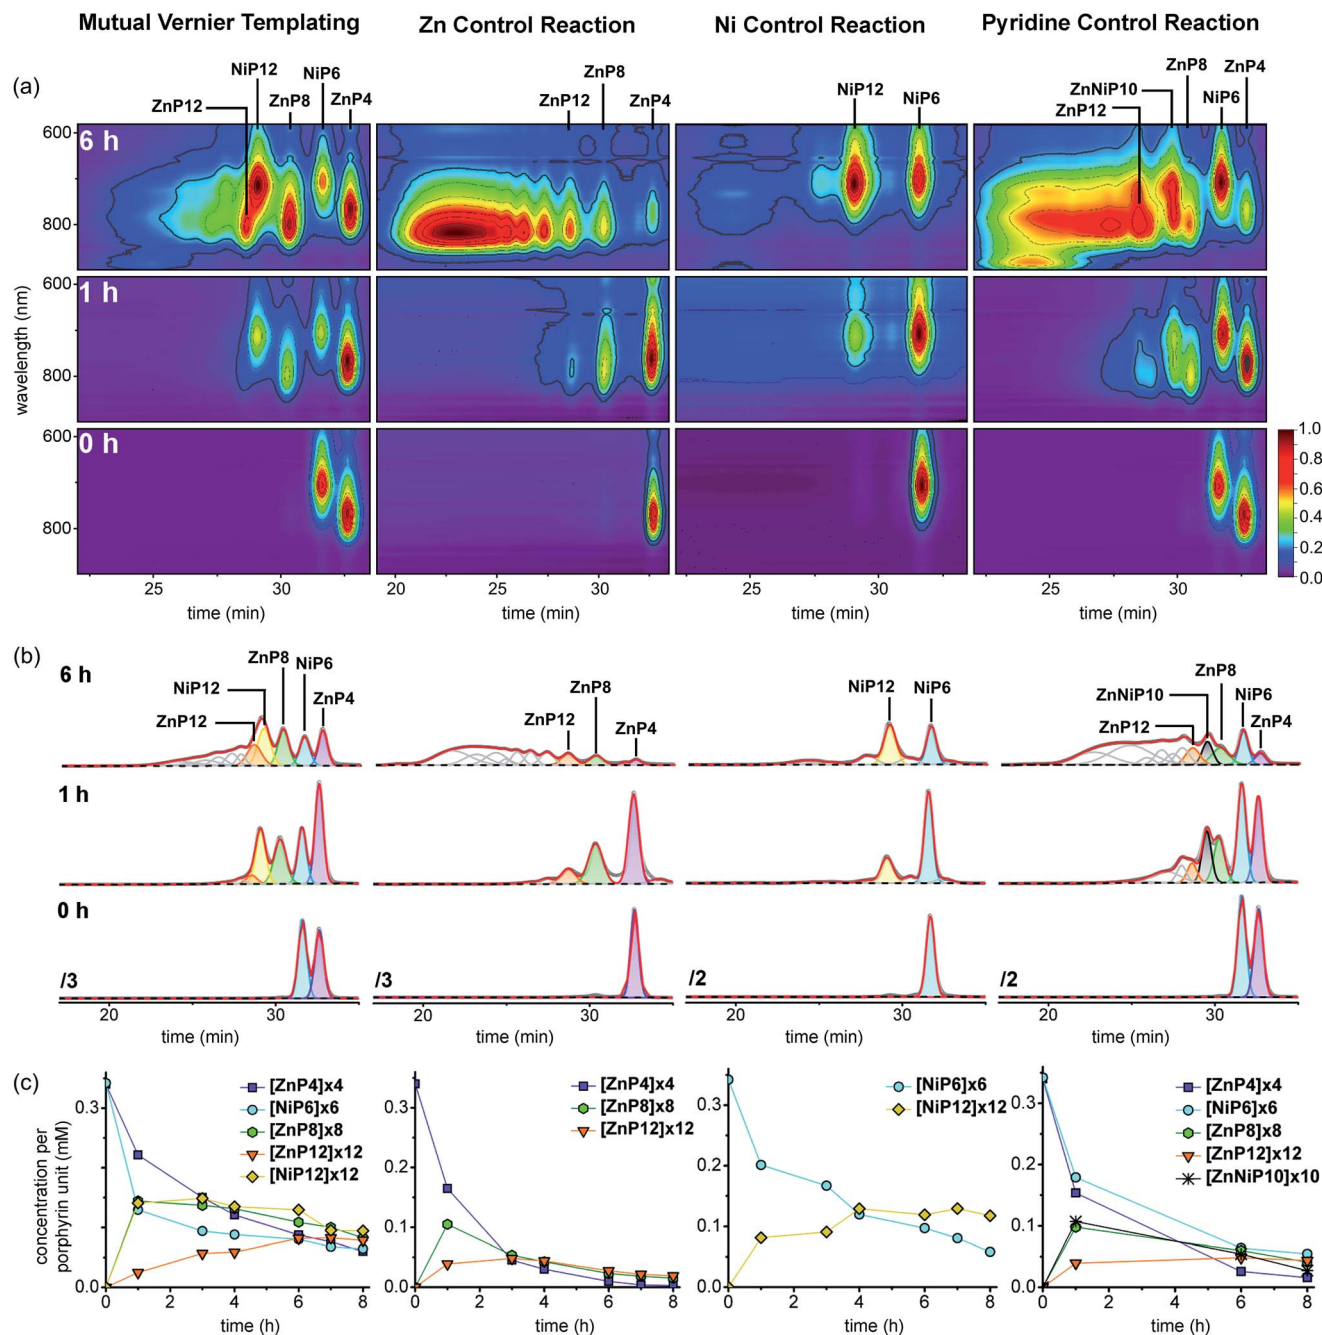 Mutual Vernier Templating
Zn Control Reaction
Ni Control Reaction
Pyridine Control Reaction
(a)
ZnP12
NiP12
ZnP8
NiP6
ZnP4
ZnP12
ZnP8
ZnP4
NiP12
NiP6
ZnP12
ZnNiP10
ZnP8
NiP6
ZnP4
wavelength (nm)
600
6 h
800
600
1 h
800
600
0 h
800
1.0
0.8
0.6
0.4
0.2
0.0
25 30
20 25 30
25 30
25 30
time (min)
time (min)
time (min)
time (min)
(b)
6 h
ZnP12
NiP12
ZnP8
NiP6
ZnP4
ZnP12
ZnP8
ZnP4
NiP12
NiP6
ZnP12
ZnNiP10
ZnP8
NiP6
ZnP4
1 h
0 h
/3
/3
/2
/2
20 30
20 30
20 30
20 30
time (min)
time (min)
time (min)
time (min)
(c)
concentration per
porphyrin unit (mM)
0.3
0.0
[ZnP4]x4
[NiP6]x6
[ZnP8]x8
[ZnP12]x12
[NiP12]x12
0 2 4 6 8
time (h)
0.3
0.2
0.1
0.0
[ZnP4]x4
[ZnP8]x8
[ZnP12]x12
0 2 4 6 8
time (h)
0.3
0.2
0.1
0.0
[NiP6]x6
[NiP12]x12
0 2 4 6 8
time (h)
0.3
0.2
0.1
0.0
[ZnP4]x4
[NiP6]x6
[ZnP8]x8
[ZnP12]x12
[ZnNiP10]x10
0 2 4 6 8
time (h)